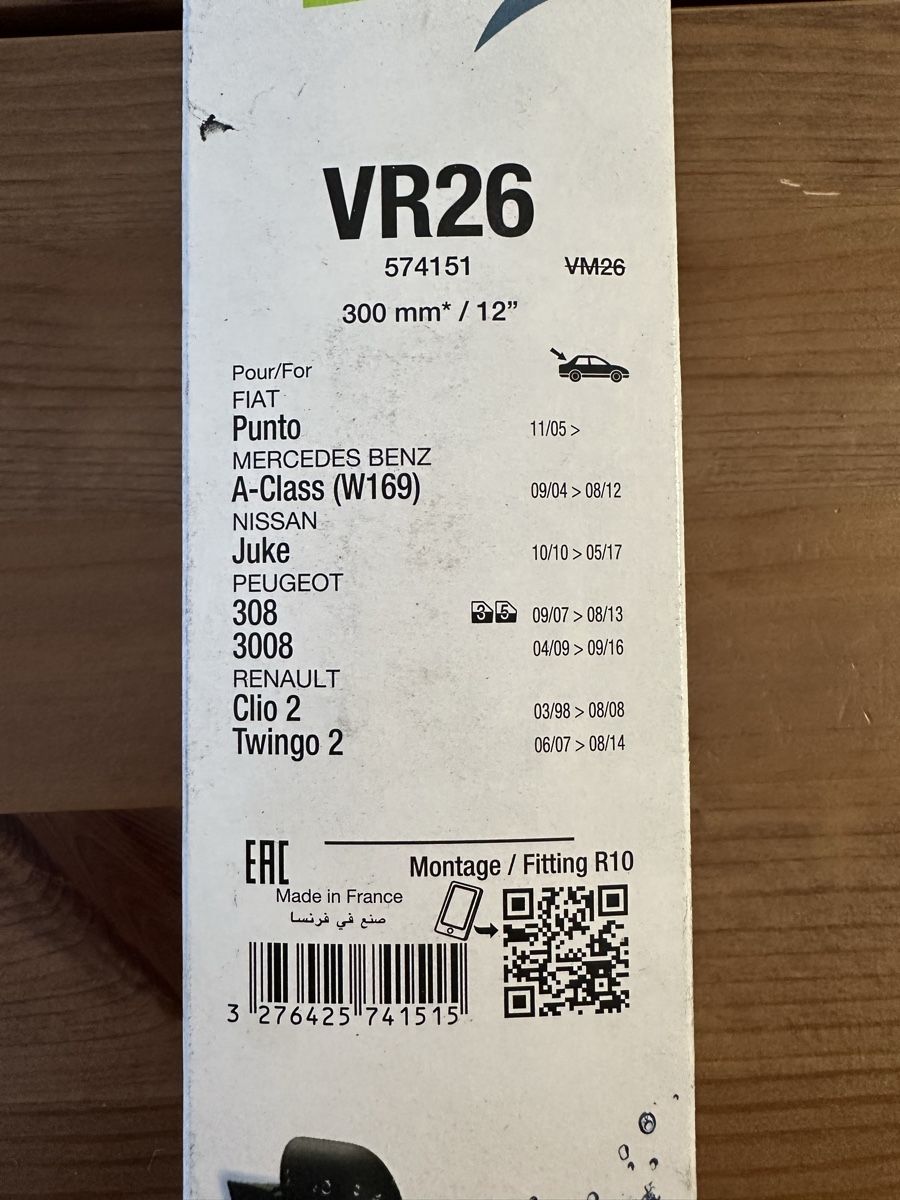 VR26
574151 VM26
300 mm* / 12”
Pour/For
FIAT
Punto 11/05 >
MERCEDES BENZ
A-Class (W169) 09/04 > 08/12
NISSAN
Juke 10/10 > 05/17
PEUGEOT
308 3 5 09/07 > 08/13
3008 04/09 > 09/16
RENAULT
Clio 2 03/98 > 08/08
Twingo 2 06/07 > 08/14
EAC
Montage / Fitting R10
Made in France
صنع في فرنسا
3 276425 741515